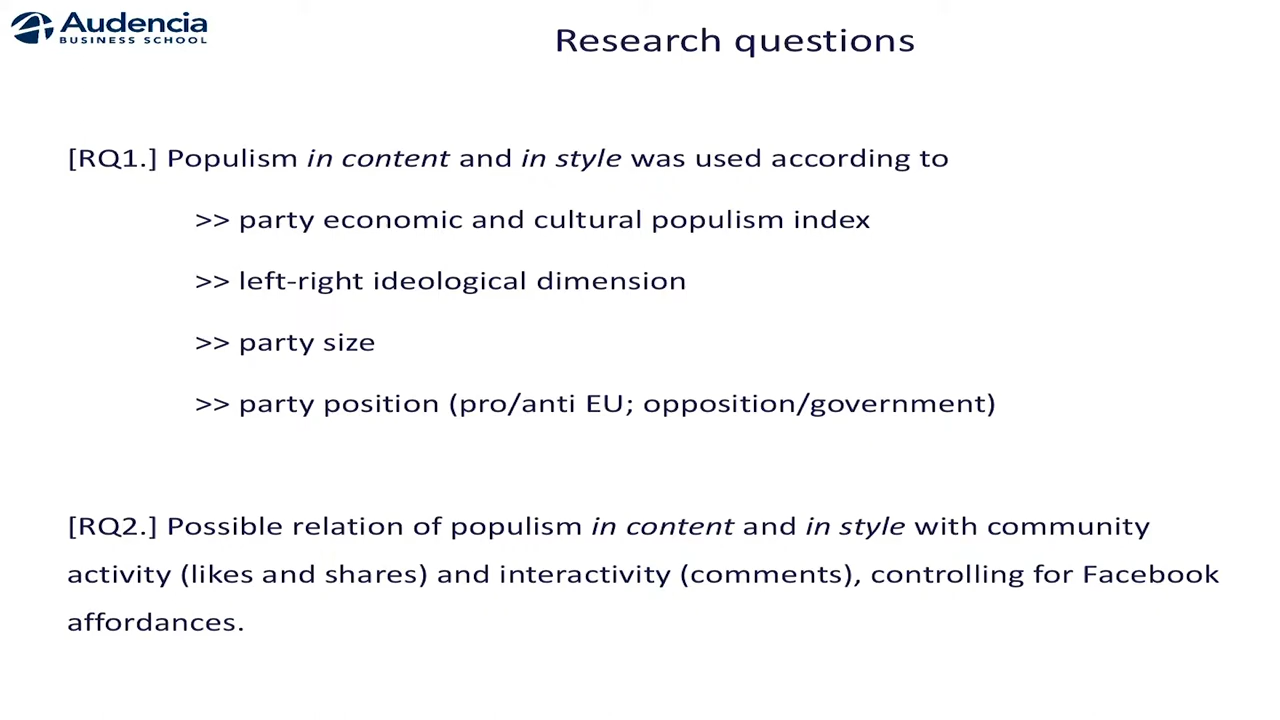 Audencia
BUSINESS SCHOOL
Research questions
[RQ1.] Populism in content and in style was used according to
>> party economic and cultural populism index
>> left-right ideological dimension
>> party size
>> party position (pro/anti EU; opposition/government)
[RQ2.] Possible relation of populism in content and in style with community
activity (likes and shares) and interactivity (comments), controlling for Facebook
affordances.